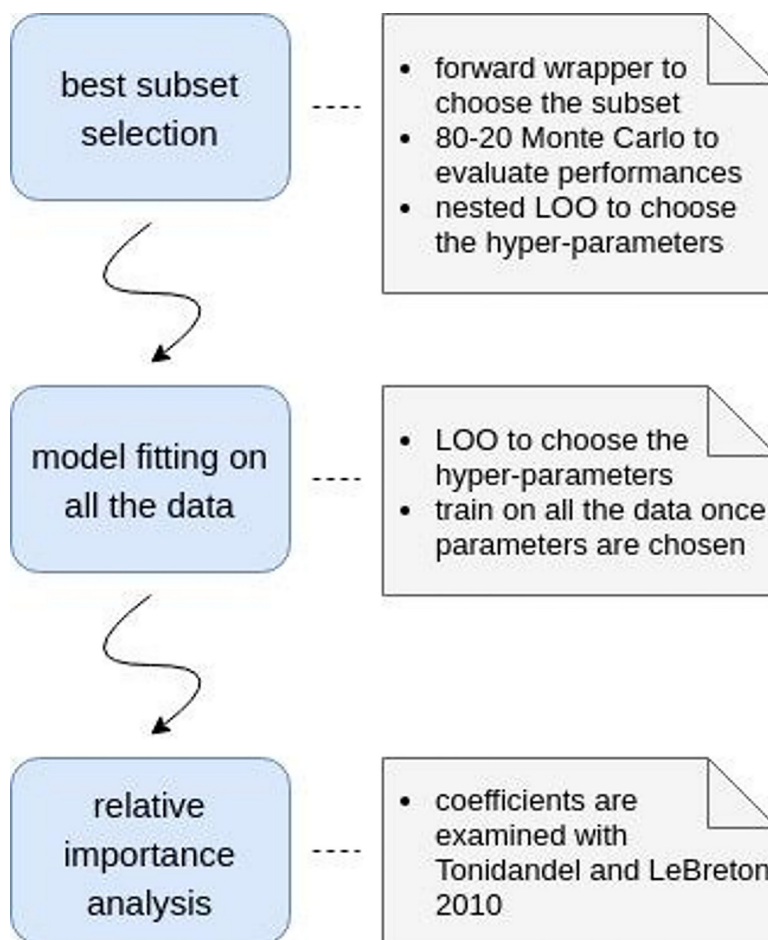 best subset
selection
• forward wrapper to
choose the subset
• 80-20 Monte Carlo to
evaluate performances
• nested LOO to choose
the hyper-parameters
model fitting on
all the data
• LOO to choose the
hyper-parameters
• train on all the data once
parameters are chosen
relative
importance
analysis
• coefficients are
examined with
Tonidandel and LeBreton
2010